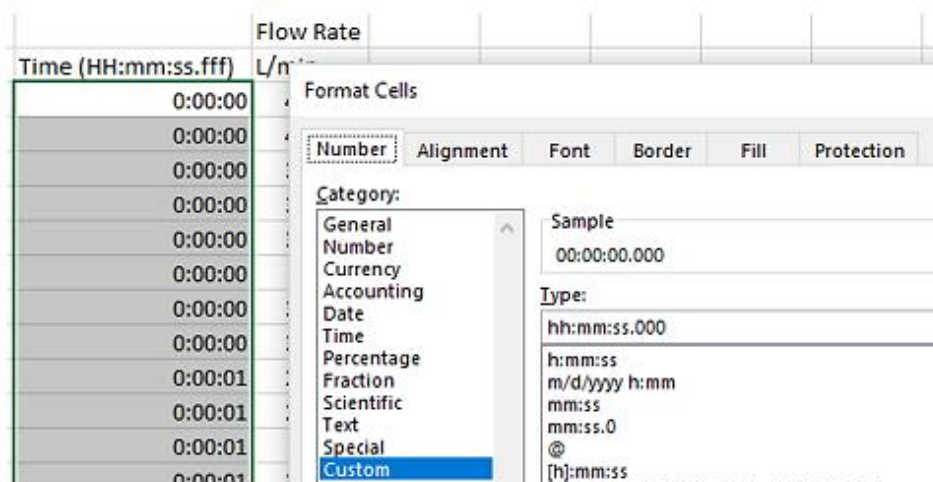 Flow Rate
Time (HH:mm:ss.fff)
0:00:00
0:00:00
0:00:00
0:00:00
0:00:00
0:00:00
0:00:00
0:00:00
0:00:01
0:00:01
0:00:01
0:00:01
Format Cells
Number Alignment Font Border Fill Protection
Category:
General
Number
Currency
Accounting
Date
Time
Percentage
Fraction
Scientific
Text
Special
Custom
Sample
00:00:00.000
Type:
hh:mm:ss.000
h:mm:ss
m/d/yyyy h:mm
mm:ss
mm:ss.0
@
[h]:mm:ss